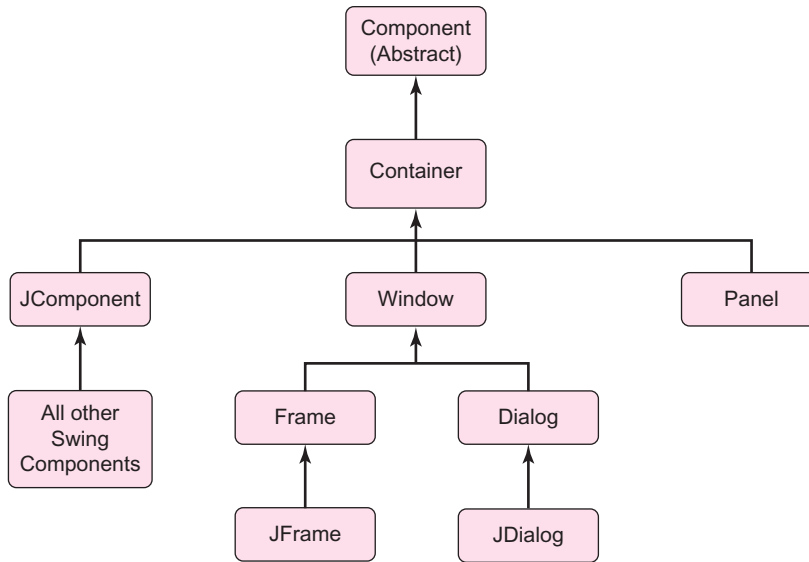 Component
(Abstract)
Container
JComponent
Window
Panel
All other
Swing
Components
Frame
Dialog
JFrame
JDialog